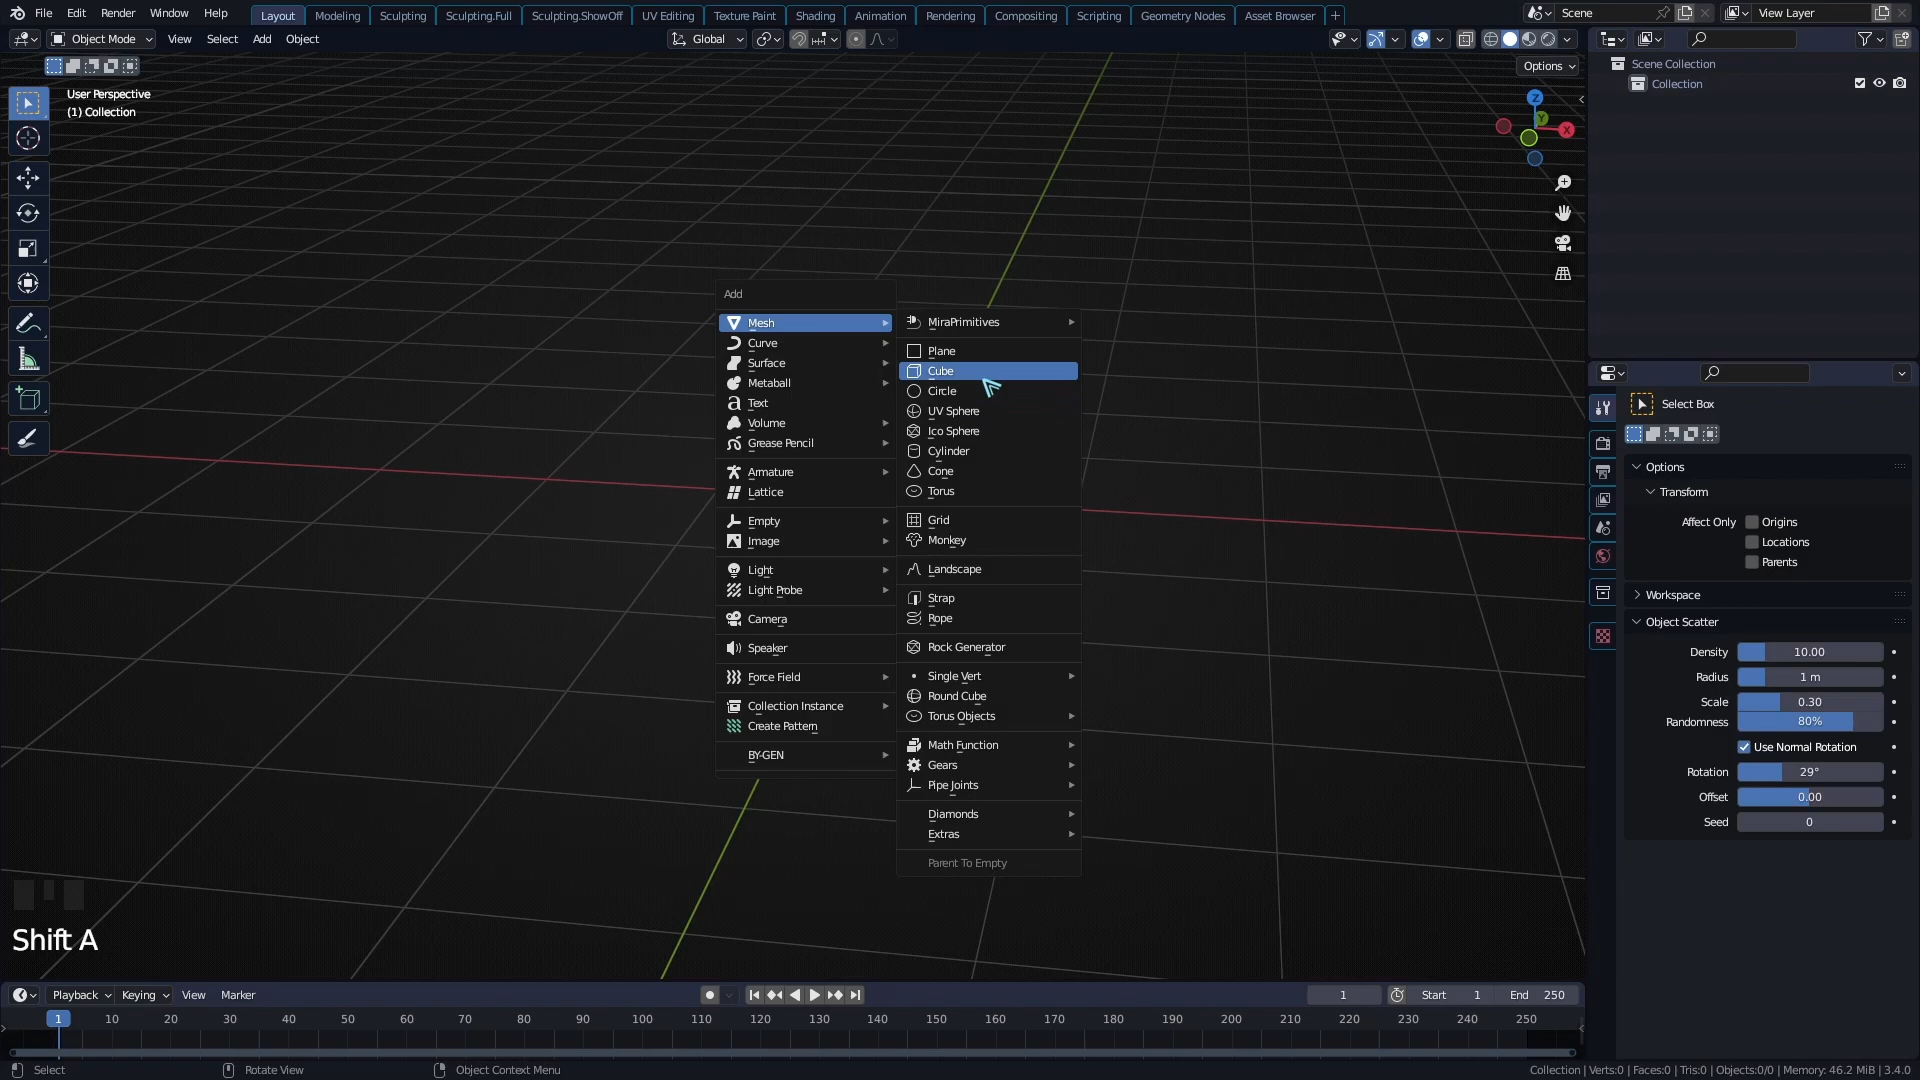 File Edit Render Window Help Layout Modeling Sculpting Sculpting.Full Sculpting.ShowOff UV Editing Texture Paint Shading Animation Rendering Compositing Scripting Geometry Nodes Asset Browser + Scene View Layer
Object Mode View Select Add Object Global
Options
User Perspective
(1) Collection
Z
Y
X
Scene Collection
Collection
Add
Mesh
Curve
Surface
Metaball
Text
Volume
Grease Pencil
Armature
Lattice
Empty
Image
Light
Light Probe
Camera
Speaker
Force Field
Collection Instance
Create Pattern
BY-GEN
MiraPrimitives
Plane
Cube
Circle
UV Sphere
Ico Sphere
Cylinder
Cone
Torus
Grid
Monkey
Landscape
Strap
Rope
Rock Generator
Single Vert
Round Cube
Torus Objects
Math Function
Gears
Pipe Joints
Diamonds
Extras
Parent To Empty
Select Box
Options
Transform
Affect Only Origins
Locations
Parents
Workspace
Object Scatter
Density 10.00
Radius 1 m
Scale 0.30
Randomness 80%
Use Normal Rotation
Rotation 29°
Offset 0.00
Seed 0
Shift A
Playback Keying View Marker 1 Start 1 End 250
1 10 20 30 40 50 60 70 80 90 100 110 120 130 140 150 160 170 180 190 200 210 220 230 240 250
Select Rotate View Object Context Menu Collection | Verts:0 | Faces:0 | Tris:0 | Objects:0/0 | Memory: 46.2 MiB | 3.4.0